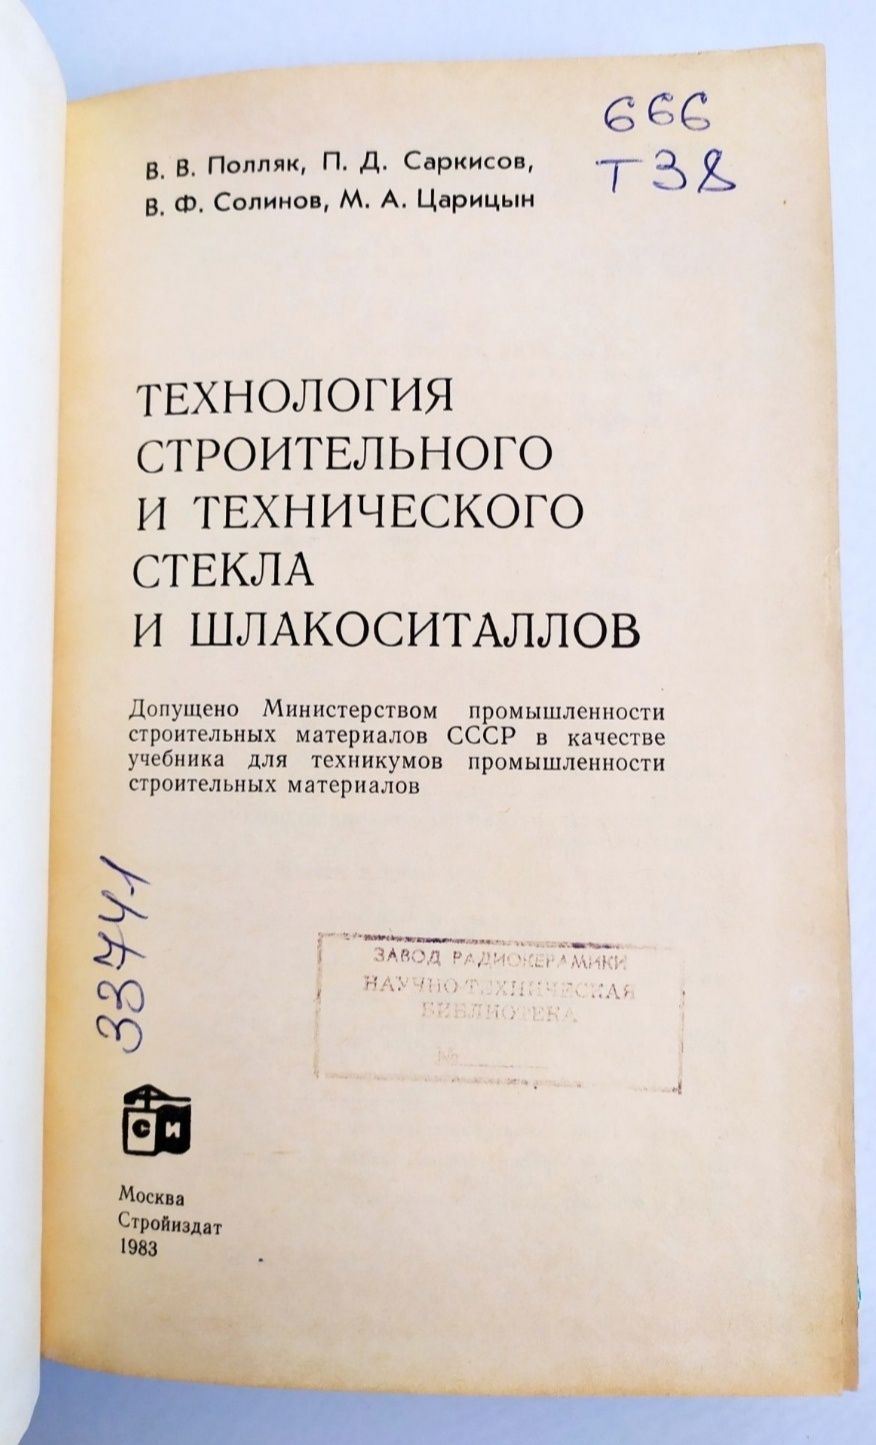 666
Т38
В. В. Полляк, П. Д. Саркисов,
В. Ф. Солинов, М. А. Царицын
ТЕХНОЛОГИЯ
СТРОИТЕЛЬНОГО
И ТЕХНИЧЕСКОГО
СТЕКЛА
И ШЛАКОСИТАЛЛОВ
Допущено Министерством промышленности
строительных материалов СССР в качестве
учебника для техникумов промышленности
строительных материалов
33741
ЗАВОД РАДИОКЕРАМИКИ
НАУЧНО-ТЕХНИЧЕСКАЯ
БИБЛИОТЕКА
№
СИ
Москва
Стройиздат
1983